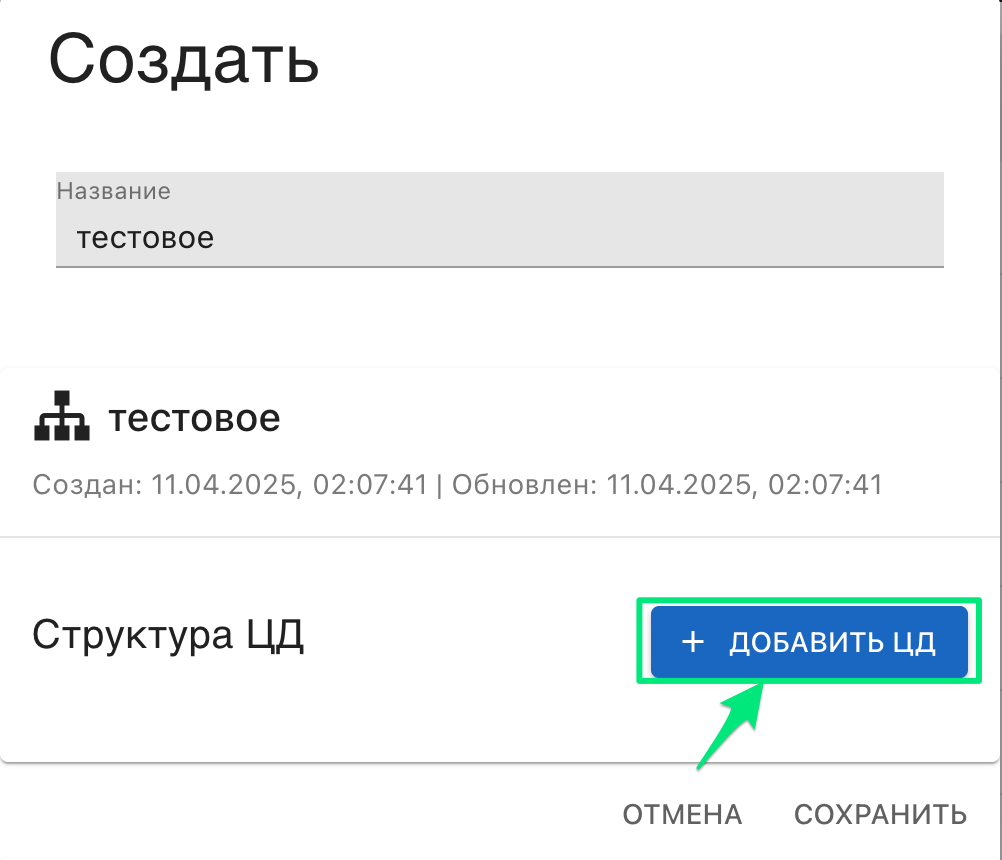 Создать
Название
тестовое
тестовое
Создан: 11.04.2025, 02:07:41 | Обновлен: 11.04.2025, 02:07:41
Структура ЦД
+ ДОБАВИТЬ ЦД
ОТМЕНА СОХРАНИТЬ